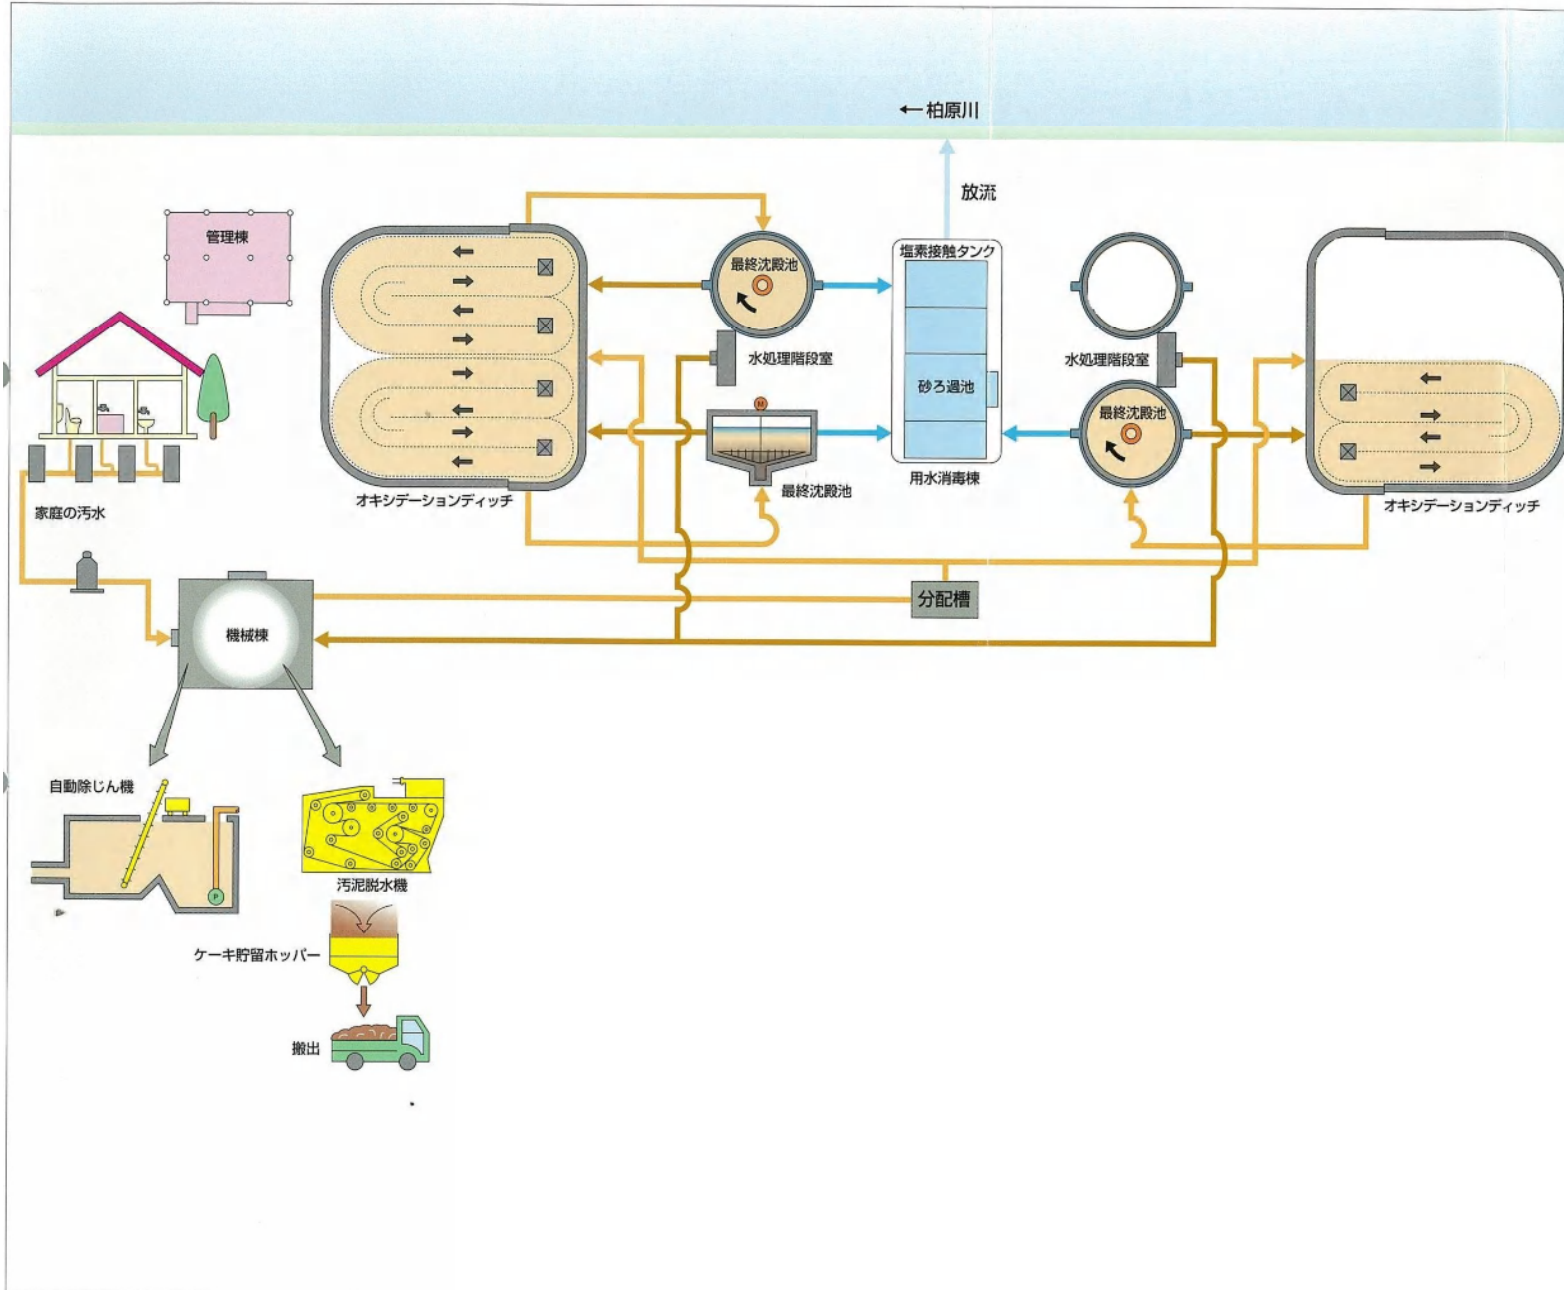 ←柏原川
放流
管理棟
塩素接触タンク
最終沈殿池
水処理階段室
水処理階段室
砂ろ過池
最終沈殿池
M
最終沈殿池
用水消毒棟
オキシデーションディッチ
オキシデーションディッチ
家庭の汚水
分配槽
機械棟
自動除じん機
P
汚泥脱水機
ケーキ貯留ホッパー
搬出